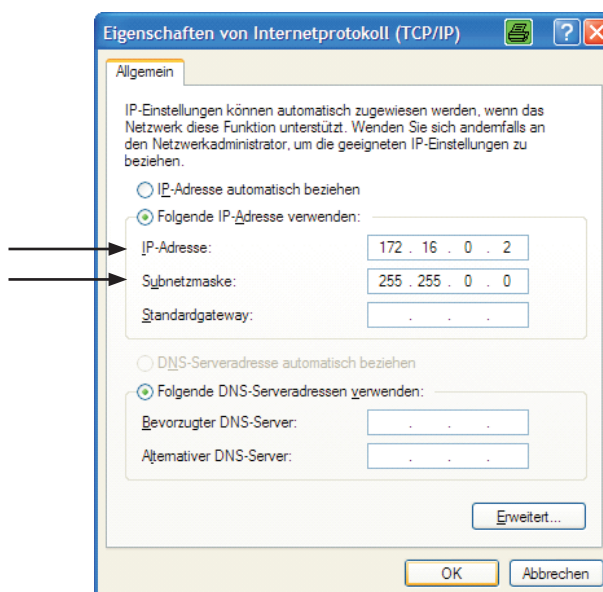 Eigenschaften von Internetprotokoll (TCP/IP)
Allgemein
IP-Einstellungen können automatisch zugewiesen werden, wenn das
Netzwerk diese Funktion unterstützt. Wenden Sie sich andernfalls an
den Netzwerkadministrator, um die geeigneten IP-Einstellungen zu
beziehen.
IP-Adresse automatisch beziehen
Folgende IP-Adresse verwenden:
IP-Adresse: 172 . 16 . 0 . 2
Subnetzmaske: 255 . 255 . 0 . 0
Standardgateway: . . .
DNS-Serveradresse automatisch beziehen
Folgende DNS-Serveradressen verwenden:
Bevorzugter DNS-Server: . . .
Alternativer DNS-Server: . . .
Erweitert...
OK Abbrechen